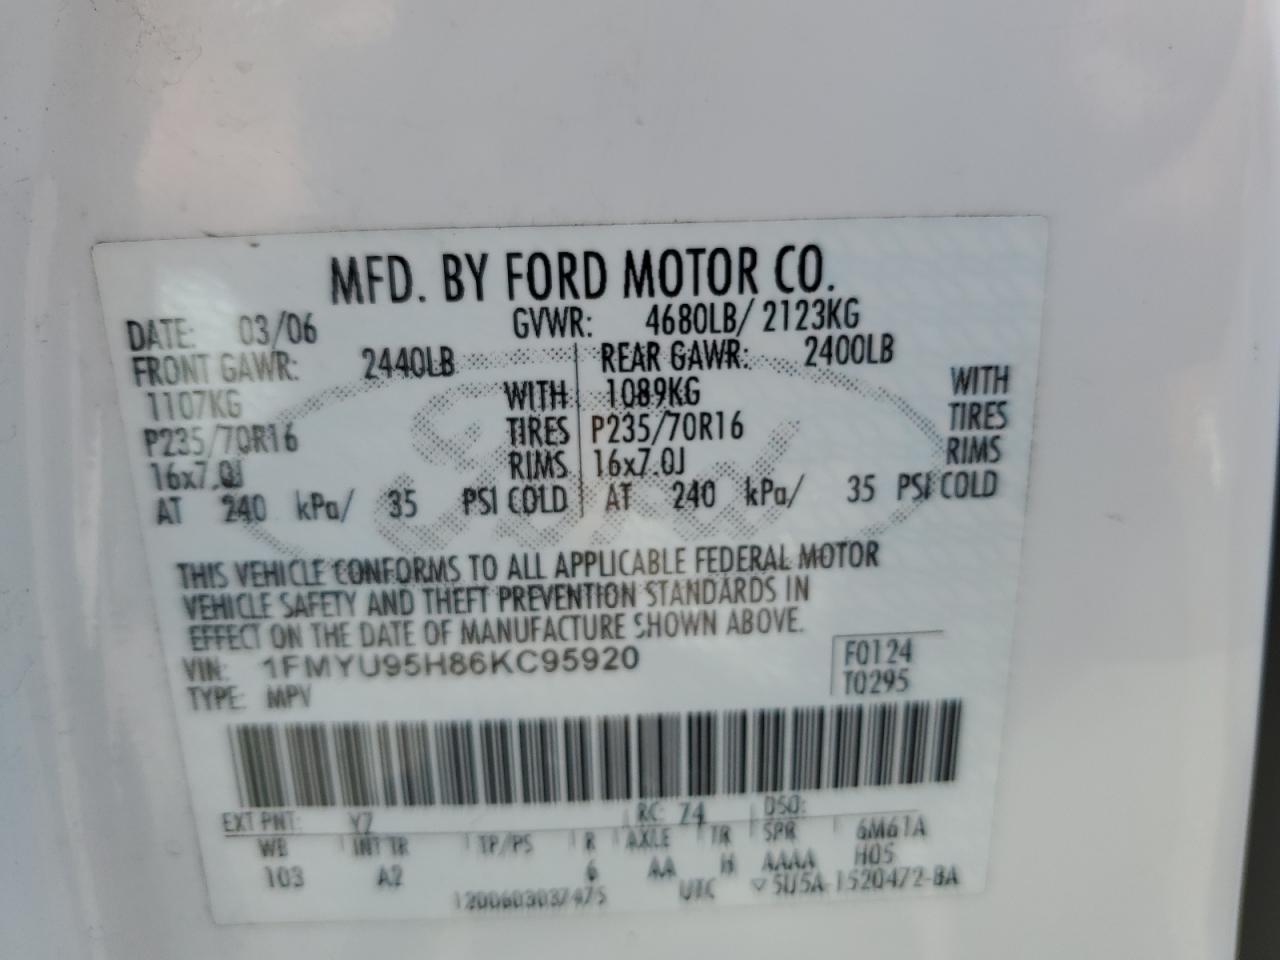 MFD. BY FORD MOTOR CO.
DATE: 03/06 GVWR: 4680LB/ 2123KG
FRONT GAWR: 2440LB REAR GAWR: 2400LB
1107KG WITH 1089KG WITH
P235/70R16 TIRES P235/70R16 TIRES
16x7.0J RIMS 16x7.0J RIMS
AT 240 kPa/ 35 PSI COLD AT 240 kPa/ 35 PSI COLD
Ford
THIS VEHICLE CONFORMS TO ALL APPLICABLE FEDERAL MOTOR
VEHICLE SAFETY AND THEFT PREVENTION STANDARDS IN
EFFECT ON THE DATE OF MANUFACTURE SHOWN ABOVE.
VIN: 1FMYU95H86KC95920 F0124
TYPE: MPV T0295
EXT PNT: YZ RC: 74 DSO:
WB INT TR TP/PS R AXLE TR SPR 6M61A
103 A2 6 AA H AAAA H05
1200603037475 UTC ▽5U5A-1520472-BA